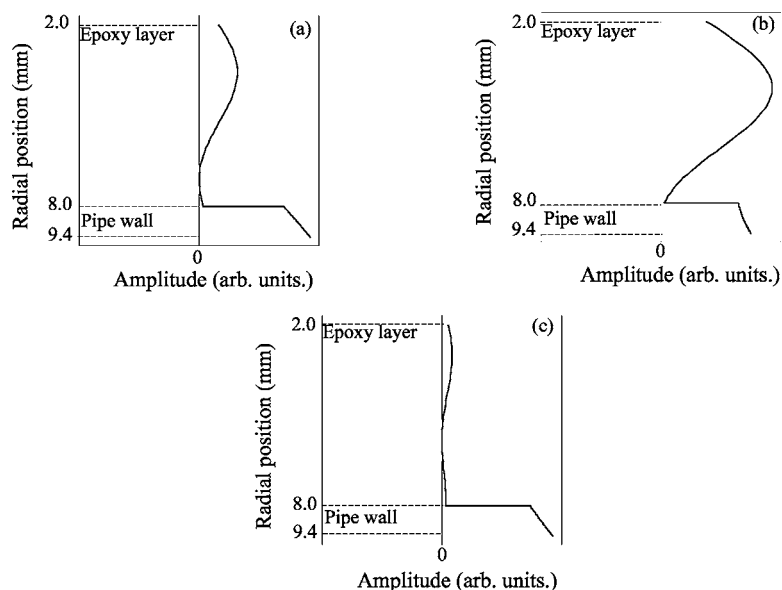 (a)
2.0
Epoxy layer
Radial position (mm)
8.0
Pipe wall
9.4
0
Amplitude (arb. units.)
(b)
2.0
Epoxy layer
Radial position (mm)
8.0
Pipe wall
9.4
0
Amplitude (arb. units.)
(c)
2.0
Epoxy layer
Radial position (mm)
8.0
Pipe wall
9.4
0
Amplitude (arb. units.)